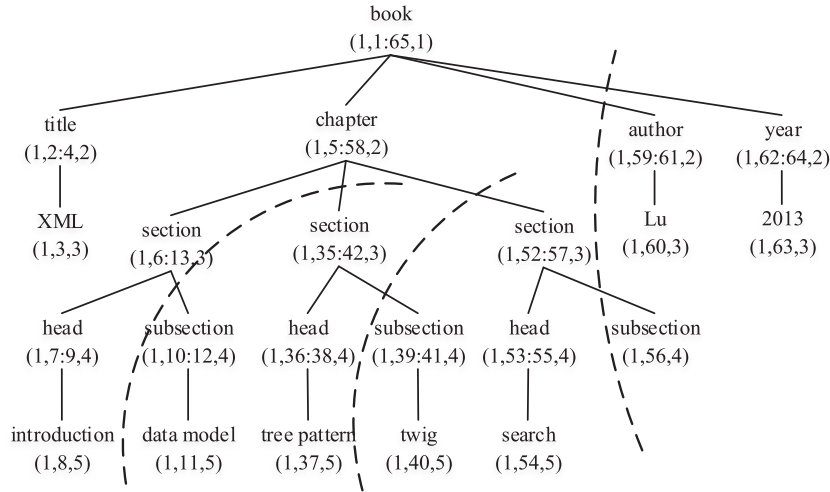 book
(1,1:65,1)
title
(1,2:4,2)
chapter
(1,5:58,2)
author
(1,59:61,2)
year
(1,62:64,2)
XML
(1,3,3)
section
(1,6:13,3)
section
(1,35:42,3)
section
(1,52:57,3)
Lu
(1,60,3)
2013
(1,63,3)
head
(1,7:9,4)
subsection
(1,10:12,4)
head
(1,36:38,4)
subsection
(1,39:41,4)
head
(1,53:55,4)
subsection
(1,56,4)
introduction
(1,8,5)
data model
(1,11,5)
tree pattern
(1,37,5)
twig
(1,40,5)
search
(1,54,5)